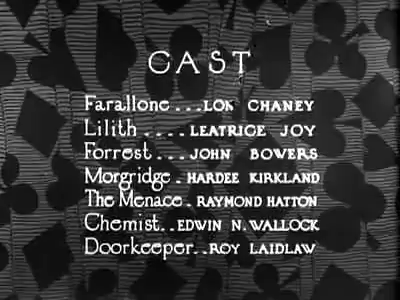 CAST
Farallone...LON CHANEY
Lilith....LEATRICE JOY
Forrest...JOHN BOWERS
Morgridge.HARDEE KIRKLAND
The Menace.RAYMOND HATTON
Chemist..EDWIN N. WALLOCK
Doorkeeper..ROY LAIDLAW